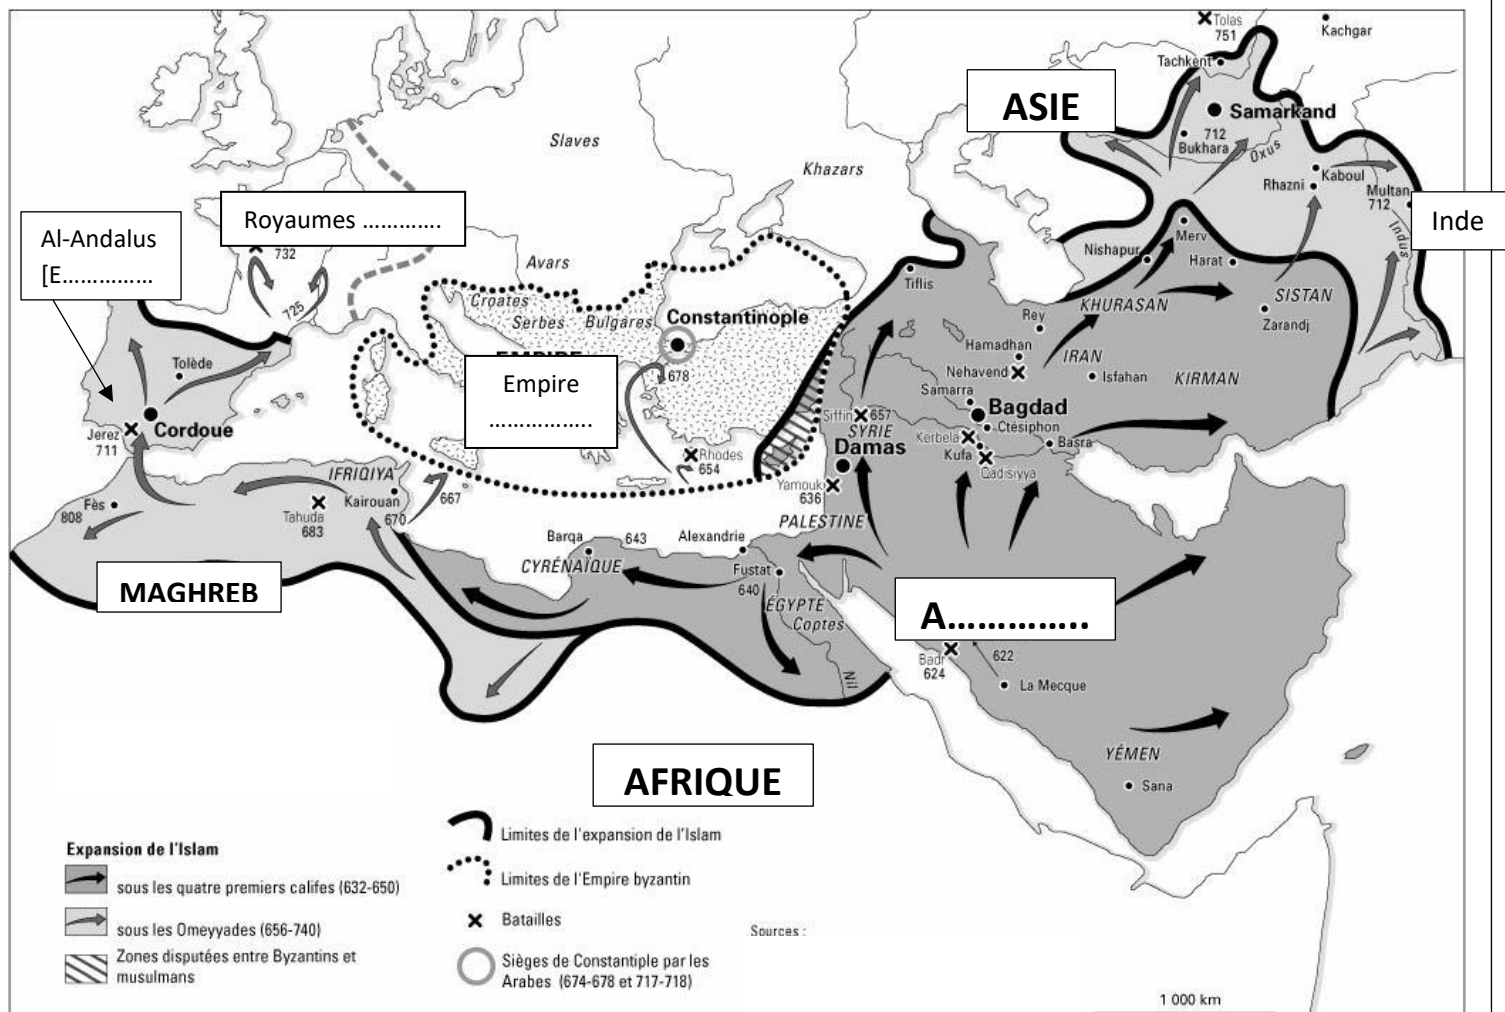 Tolas
751
Kachgar
Tachkent
ASIE
Samarkand
712
Bukhara
Oxus
Slaves
Khazars
Kaboul
Rhazni
Multan
712
Inde
Indus
Royaumes ………….
732
Al-Andalus
[E……………
Avars
Croates
Serbes
Bulgares
725
Constantinople
678
EMPIRE
Empire
……………..
Tiflis
Nishapur
Merv
Harat
KHURASAN
SISTAN
Zarandj
Rey
Hamadhan
IRAN
Nehavend
Isfahan
KIRMAN
Samarra
Bagdad
Ctésiphon
Siffin
657
SYRIE
Kerbela
Kufa
Basra
Qadisiyya
Damas
Yamouk
636
PALESTINE
Tolède
Jerez
711
Cordoue
Rhodes
654
IFRIQIYA
Kairouan
670
667
Fès
808
Tahuda
683
MAGHREB
Barqa
643
Alexandrie
CYRÉNAÏQUE
Fustat
640
ÉGYPTE
Coptes
Nil
A…………..
Badr
624
622
La Mecque
YÉMEN
Sana
AFRIQUE
Expansion de l'Islam
sous les quatre premiers califes (632-650)
sous les Omeyyades (656-740)
Zones disputées entre Byzantins et
musulmans
Limites de l'expansion de l'Islam
Limites de l'Empire byzantin
Batailles
Sièges de Constantiple par les
Arabes (674-678 et 717-718)
Sources :
1 000 km